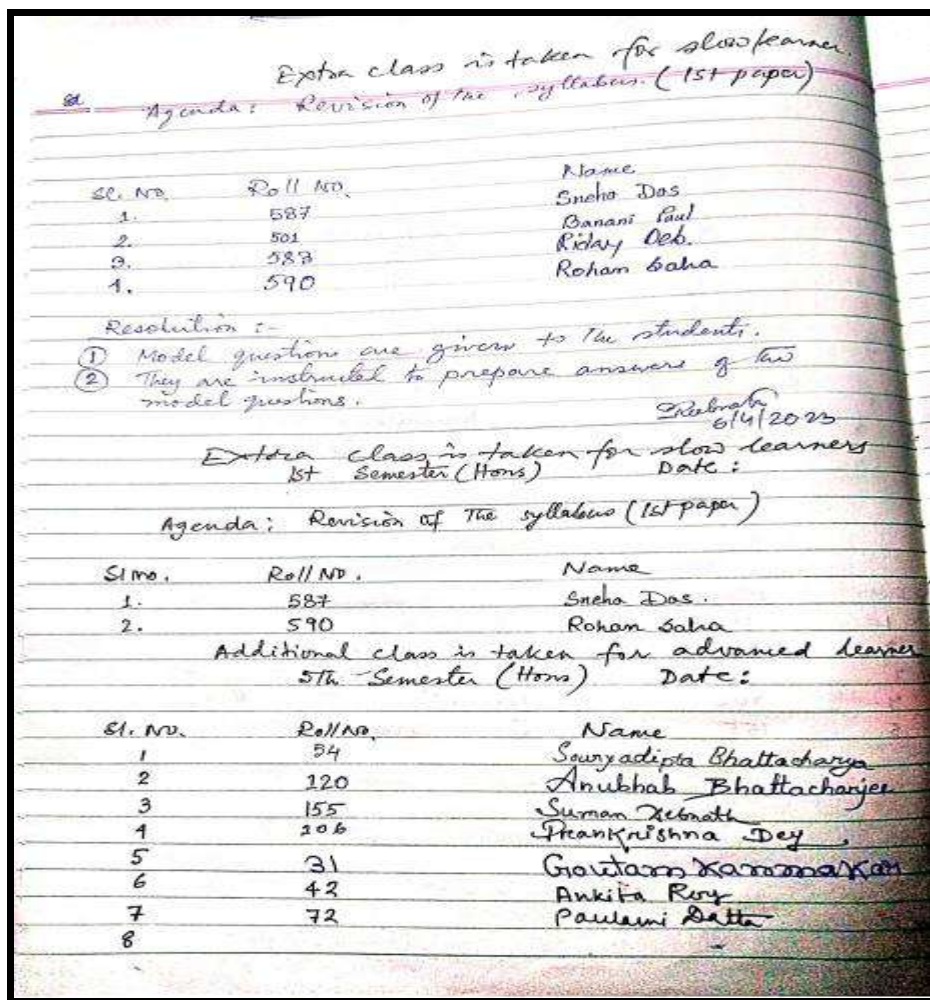 Extra class is taken for slow learner.
Agenda: Revision of the syllabus. (1st paper)
Sl. No. Roll No. Name
1. 587 Sneha Das
2. 501 Banani Paul
3. 583 Riday Deb.
4. 590 Rohan Saha
Resolution :-
① Model questions are given to the students.
② They are instructed to prepare answers of the
model questions.
6/4/2023
Extra class is taken for slow learners
1st Semester (Hons) Date :
Agenda: Revision of The syllabus (1st paper)
Sl no. Roll No. Name
1. 587 Sneha Das.
2. 590 Rohan Saha
Additional class is taken for advanced learner
5th Semester (Hons) Date :
Sl. No. Roll No. Name
1 54 Souryadipta Bhattacharya
2 120 Anubhab Bhattacharjee
3 155 Suman Debnath
4 206 Prankrishna Dey
5 31 Goutam Karmakar
6 42 Ankita Roy
7 72 Paulami Datta
8